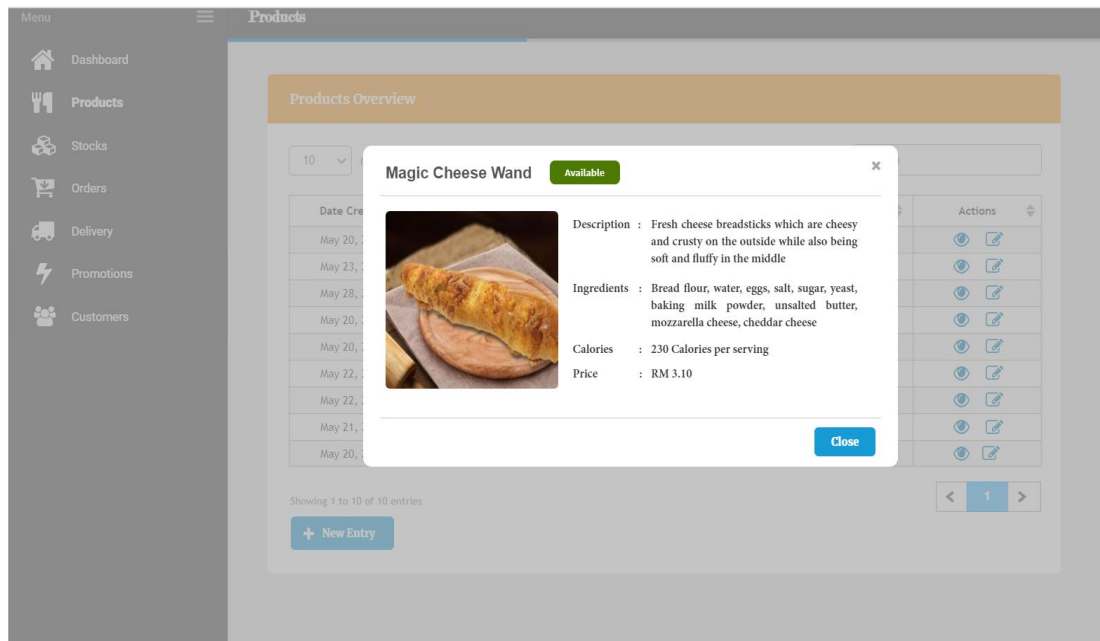 Menu
Products
Dashboard
Products
Stocks
Orders
Delivery
Promotions
Customers
Products Overview
10
Magic Cheese Wand
Available
×
Description : Fresh cheese breadsticks which are cheesy
and crusty on the outside while also being
soft and fluffy in the middle
Ingredients : Bread flour, water, eggs, salt, sugar, yeast,
baking milk powder, unsalted butter,
mozzarella cheese, cheddar cheese
Calories : 230 Calories per serving
Price : RM 3.10
Close
Date Cre
Actions
May 20,
May 23,
May 28,
May 20,
May 20,
May 22,
May 22,
May 21,
May 20,
Showing 1 to 10 of 10 entries
< 1 >
+ New Entry